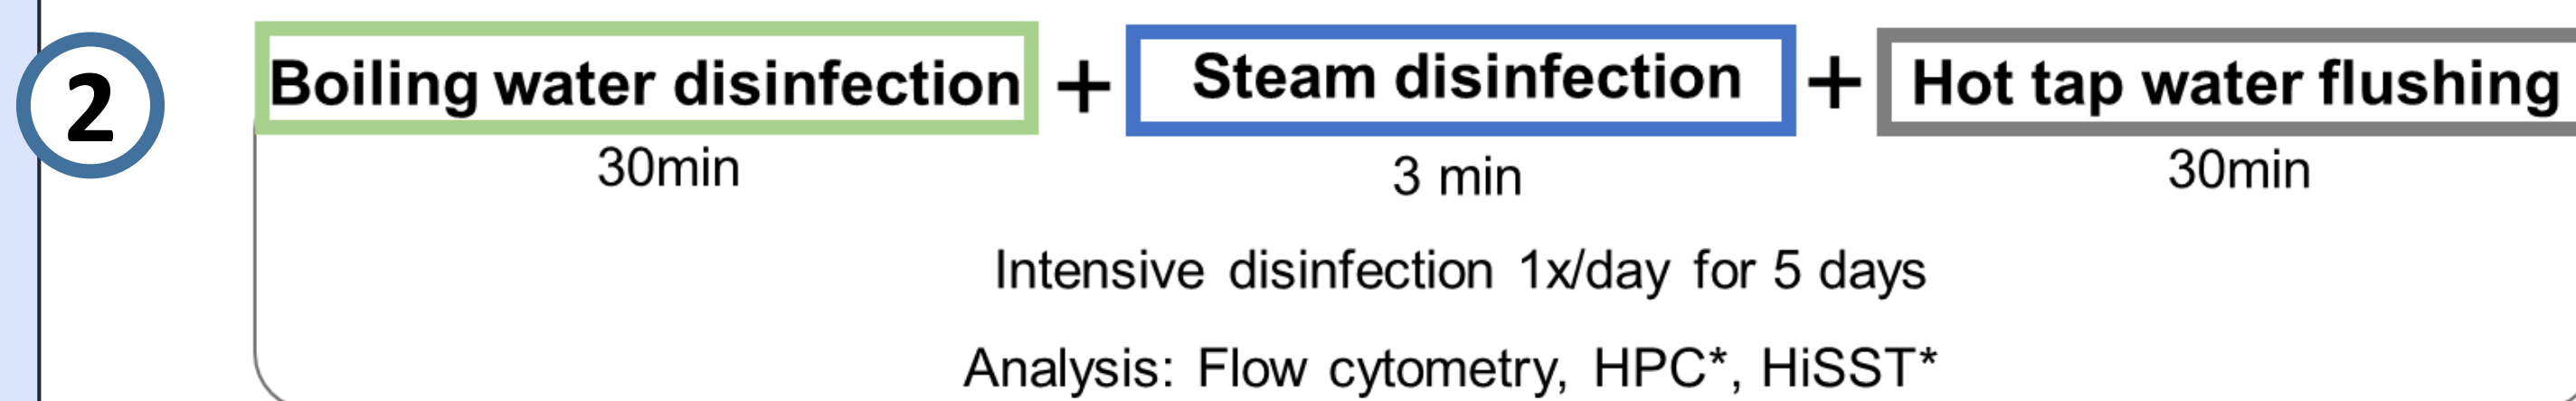 2
Boiling water disinfection + Steam disinfection + Hot tap water flushing
30min 3 min 30min
Intensive disinfection 1x/day for 5 days
Analysis: Flow cytometry, HPC*, HiSST*